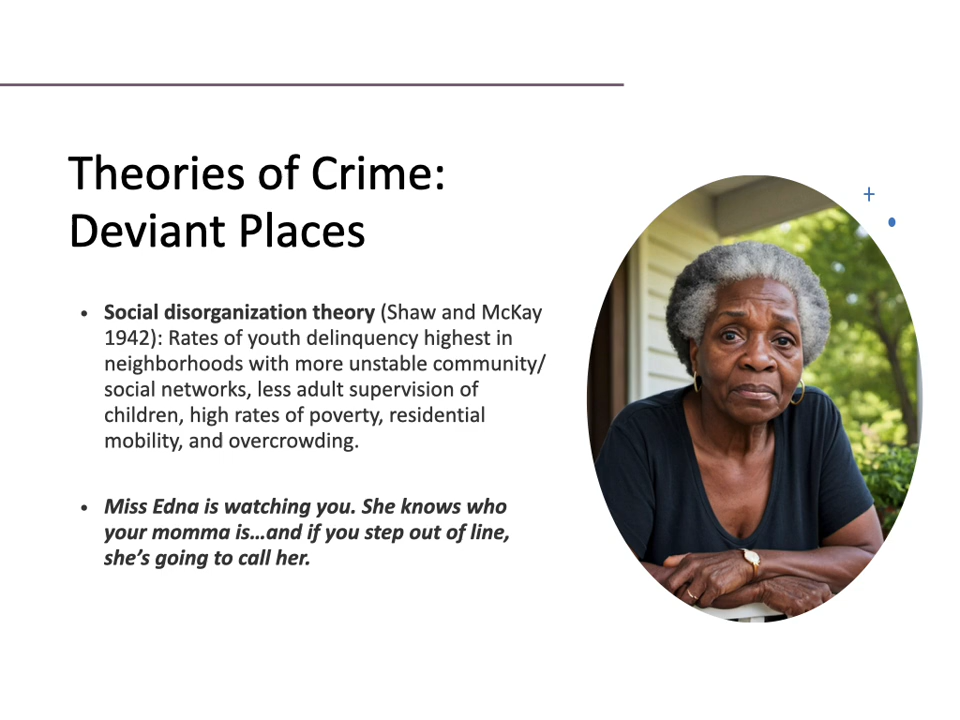 Theories of Crime:
Deviant Places
• Social disorganization theory (Shaw and McKay
1942): Rates of youth delinquency highest in
neighborhoods with more unstable community/
social networks, less adult supervision of
children, high rates of poverty, residential
mobility, and overcrowding.
• Miss Edna is watching you. She knows who
your momma is…and if you step out of line,
she’s going to call her.